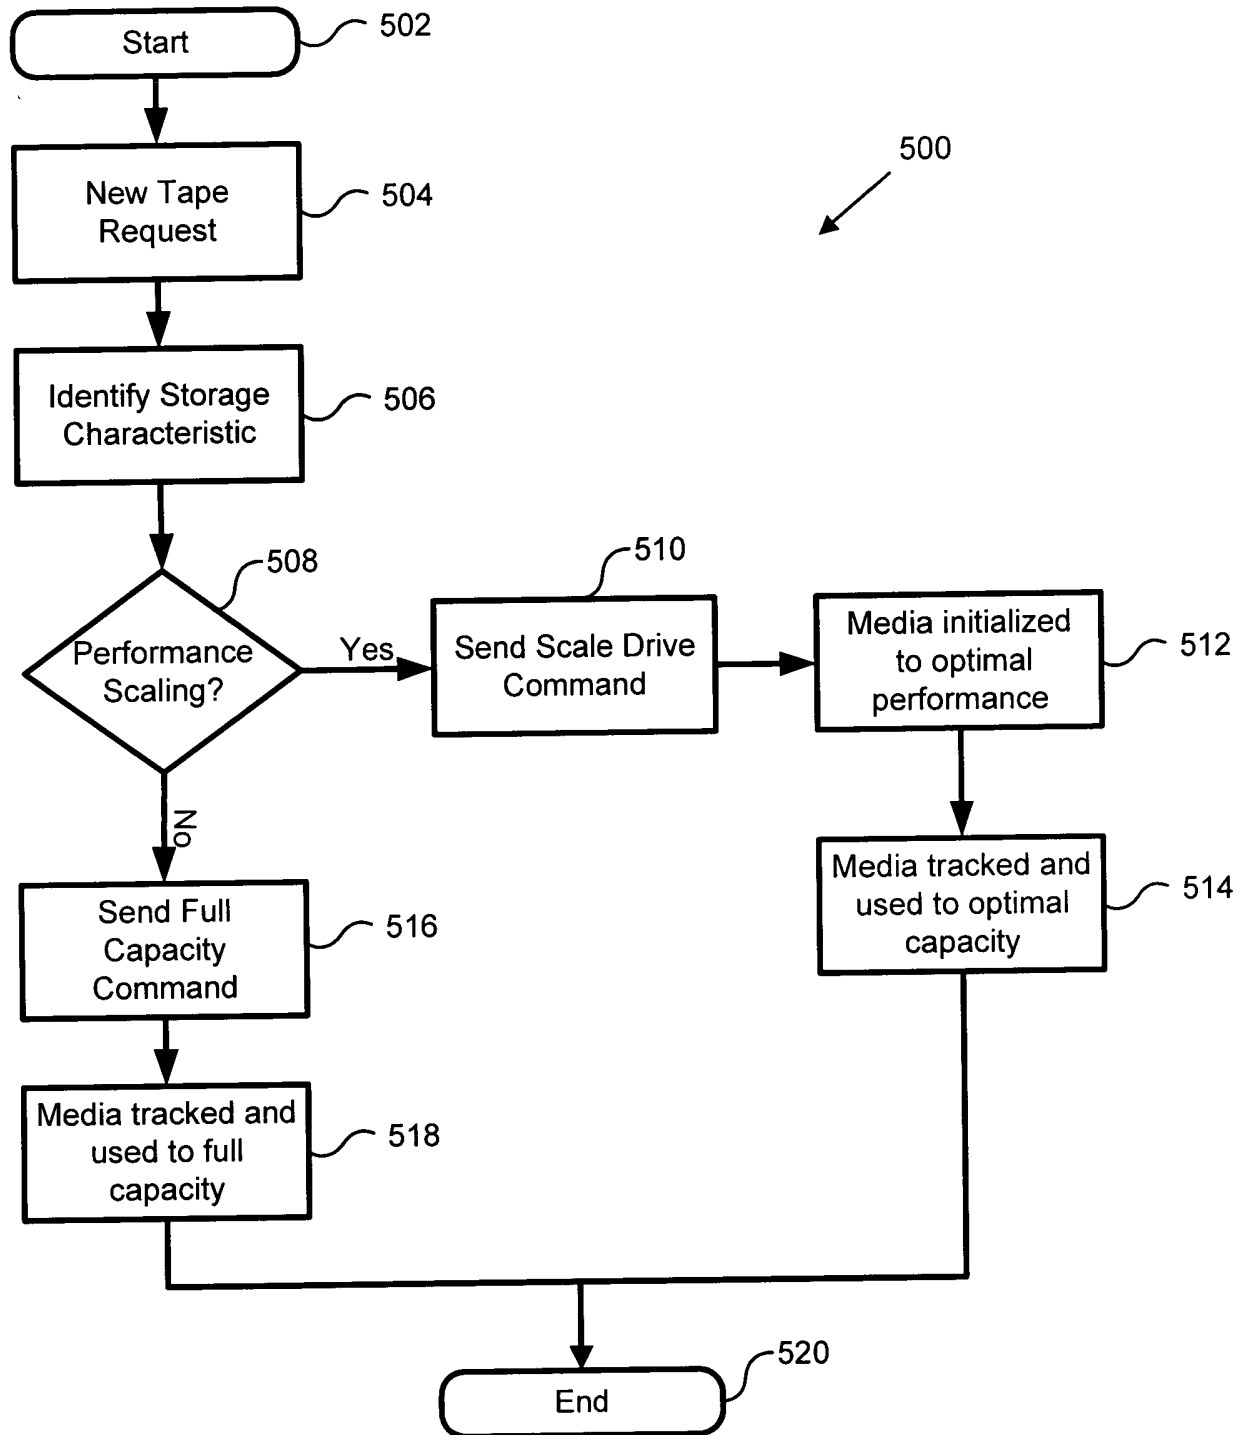 Start
502
New Tape
Request
504
500
Identify Storage
Characteristic
506
508
Performance
Scaling?
Yes
No
510
Send Scale Drive
Command
Media initialized
to optimal
performance
512
Media tracked and
used to optimal
capacity
514
Send Full
Capacity
Command
516
Media tracked and
used to full
capacity
518
End
520